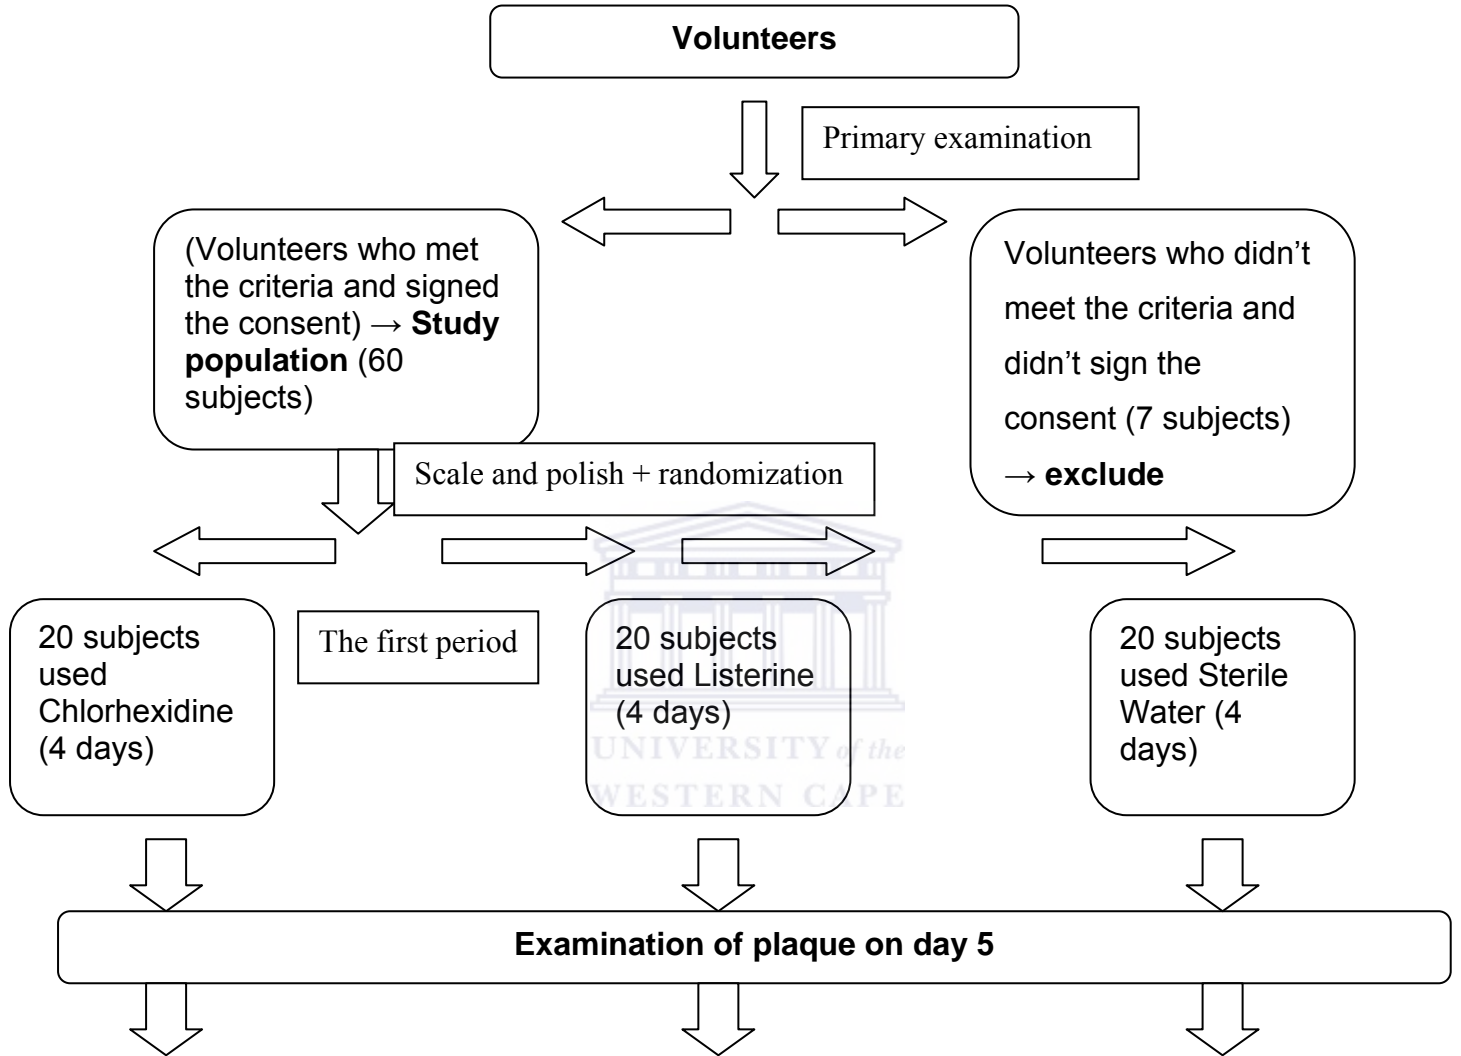 Volunteers
Primary examination
(Volunteers who met
the criteria and signed
the consent) → Study
population (60
subjects)
Volunteers who didn't
meet the criteria and
didn't sign the
consent (7 subjects)
→ exclude
Scale and polish + randomization
20 subjects
used
Chlorhexidine
(4 days)
The first period
20 subjects
used Listerine
(4 days)
20 subjects
used Sterile
Water (4
days)
UNIVERSITY of the
WESTERN CAPE
Examination of plaque on day 5